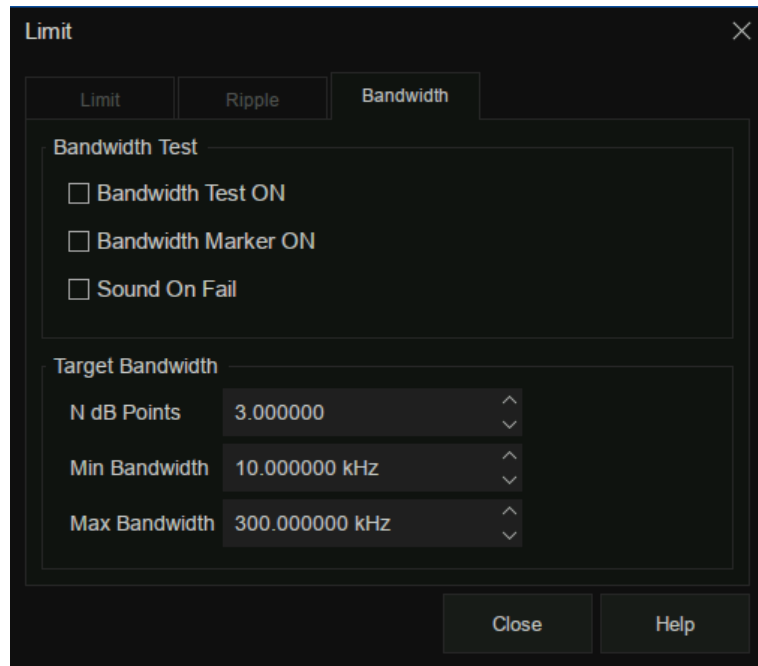 Limit
Limit Ripple Bandwidth
Bandwidth Test
Bandwidth Test ON
Bandwidth Marker ON
Sound On Fail
Target Bandwidth
N dB Points 3.000000
Min Bandwidth 10.000000 kHz
Max Bandwidth 300.000000 kHz
Close Help